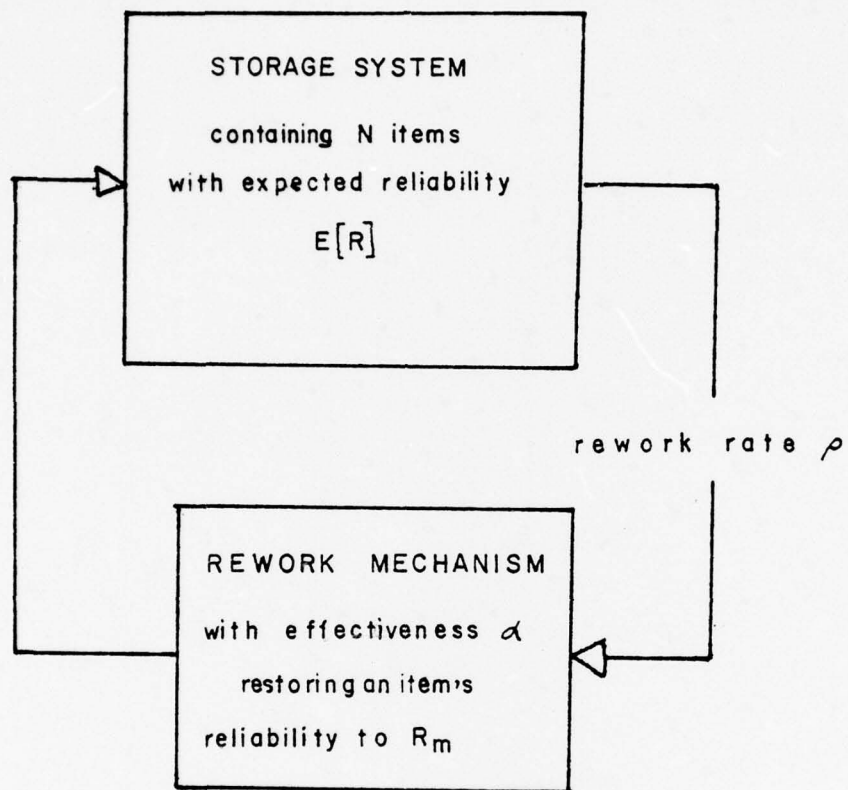 STORAGE SYSTEM
containing N items
with expected reliability
E[R]
rework rate ρ
REWORK MECHANISM
with effectiveness α
restoring an item's
reliability to Rm